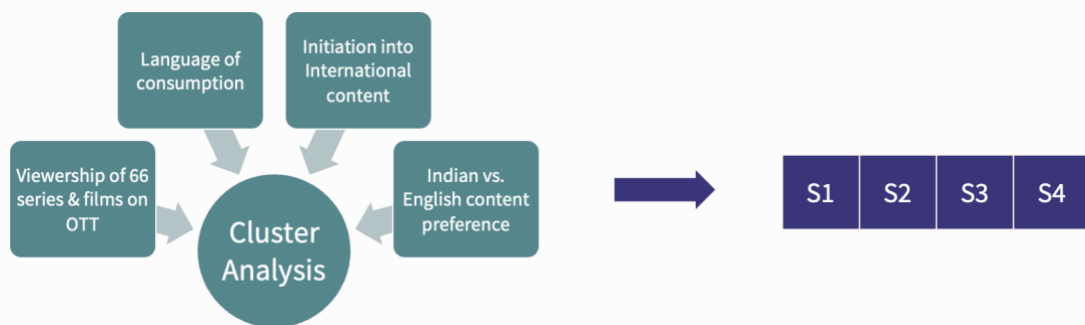 Language of
consumption
Initiation into
International
content
Viewership of 66
series & films on
OTT
Indian vs.
English content
preference
Cluster
Analysis
S1 S2 S3 S4